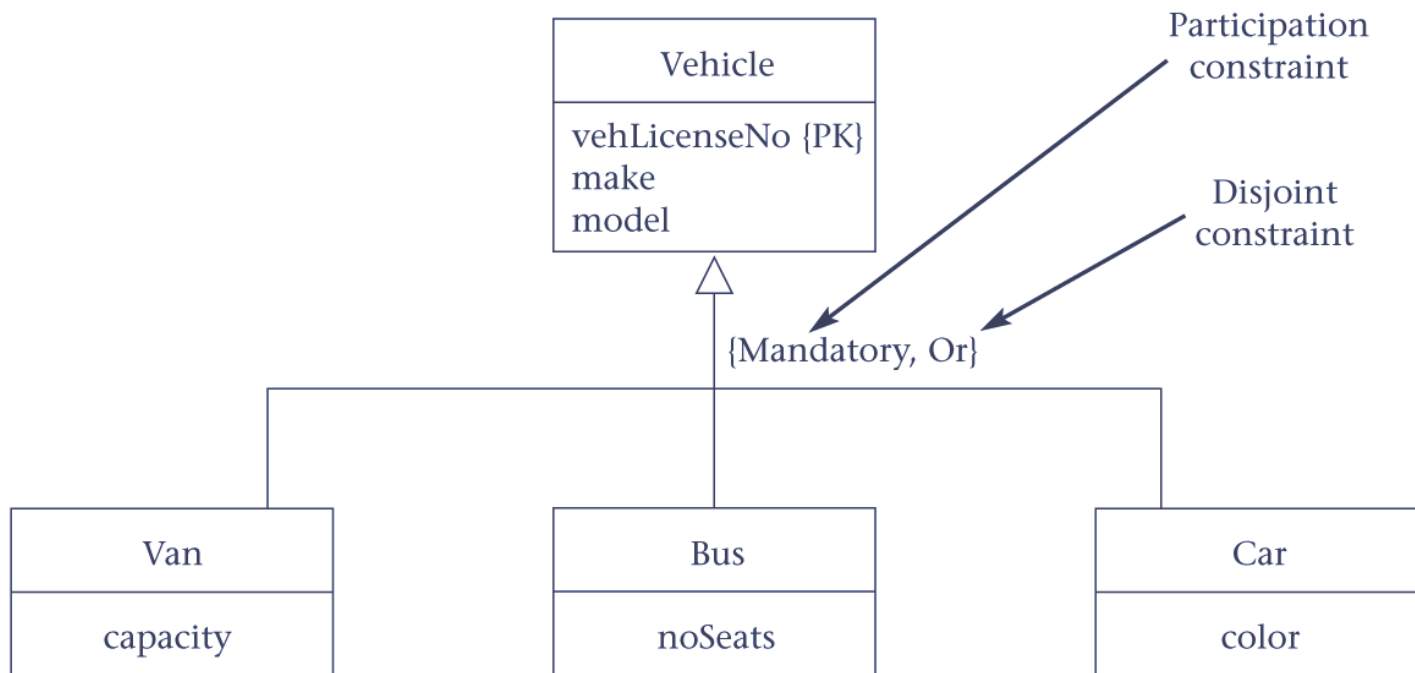 Participation
constraint
Vehicle
vehLicenseNo {PK}
make
model
Disjoint
constraint
{Mandatory, Or}
Van
Bus
Car
capacity
noSeats
color